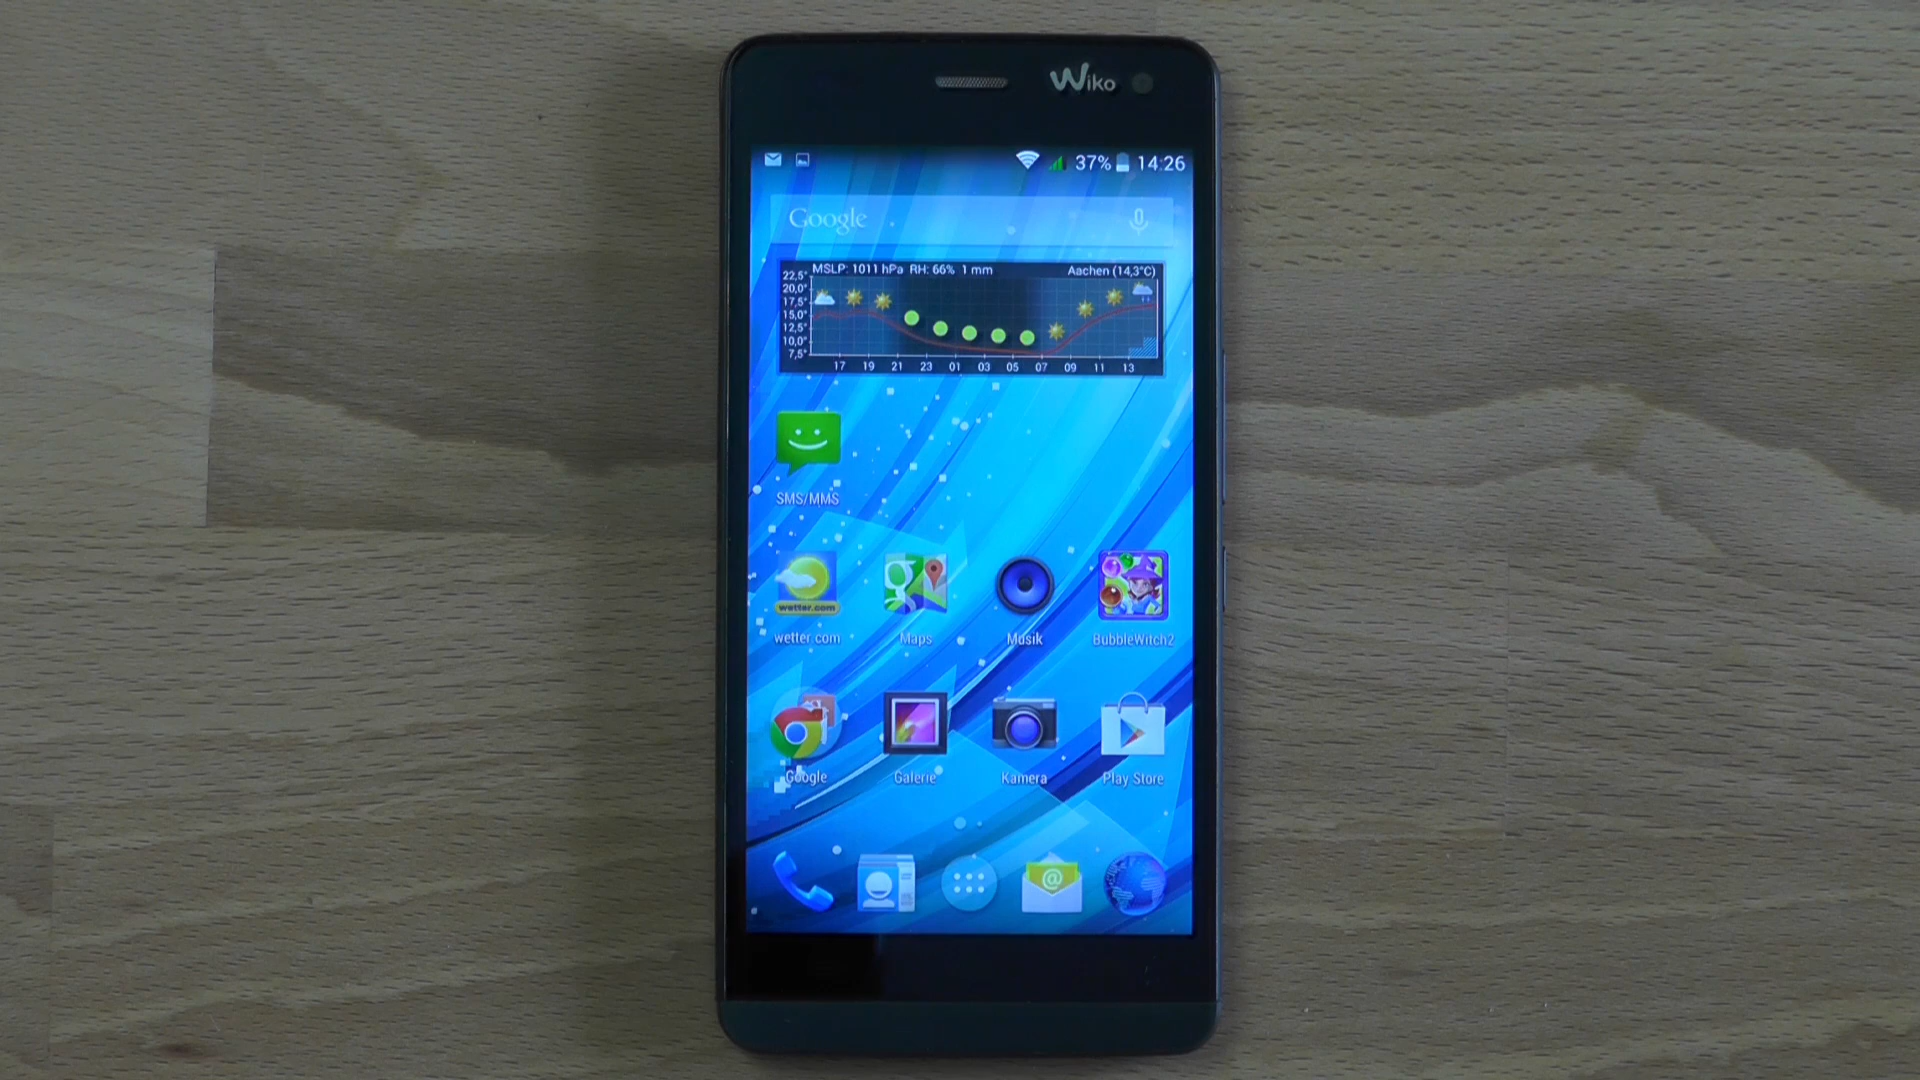 Wiko
37% 14:26
Google
MSLP: 1011 hPa RH: 66% 1 mm Aachen (14,3°C)
22,5°
20,0°
17,5°
15,0°
12,5°
10,0°
7,5°
17 19 21 23 01 03 05 07 09 11 13
SMS/MMS
wetter.com
wetter.com Maps Musik BubbleWitch2
Google Galerie Kamera Play Store
@